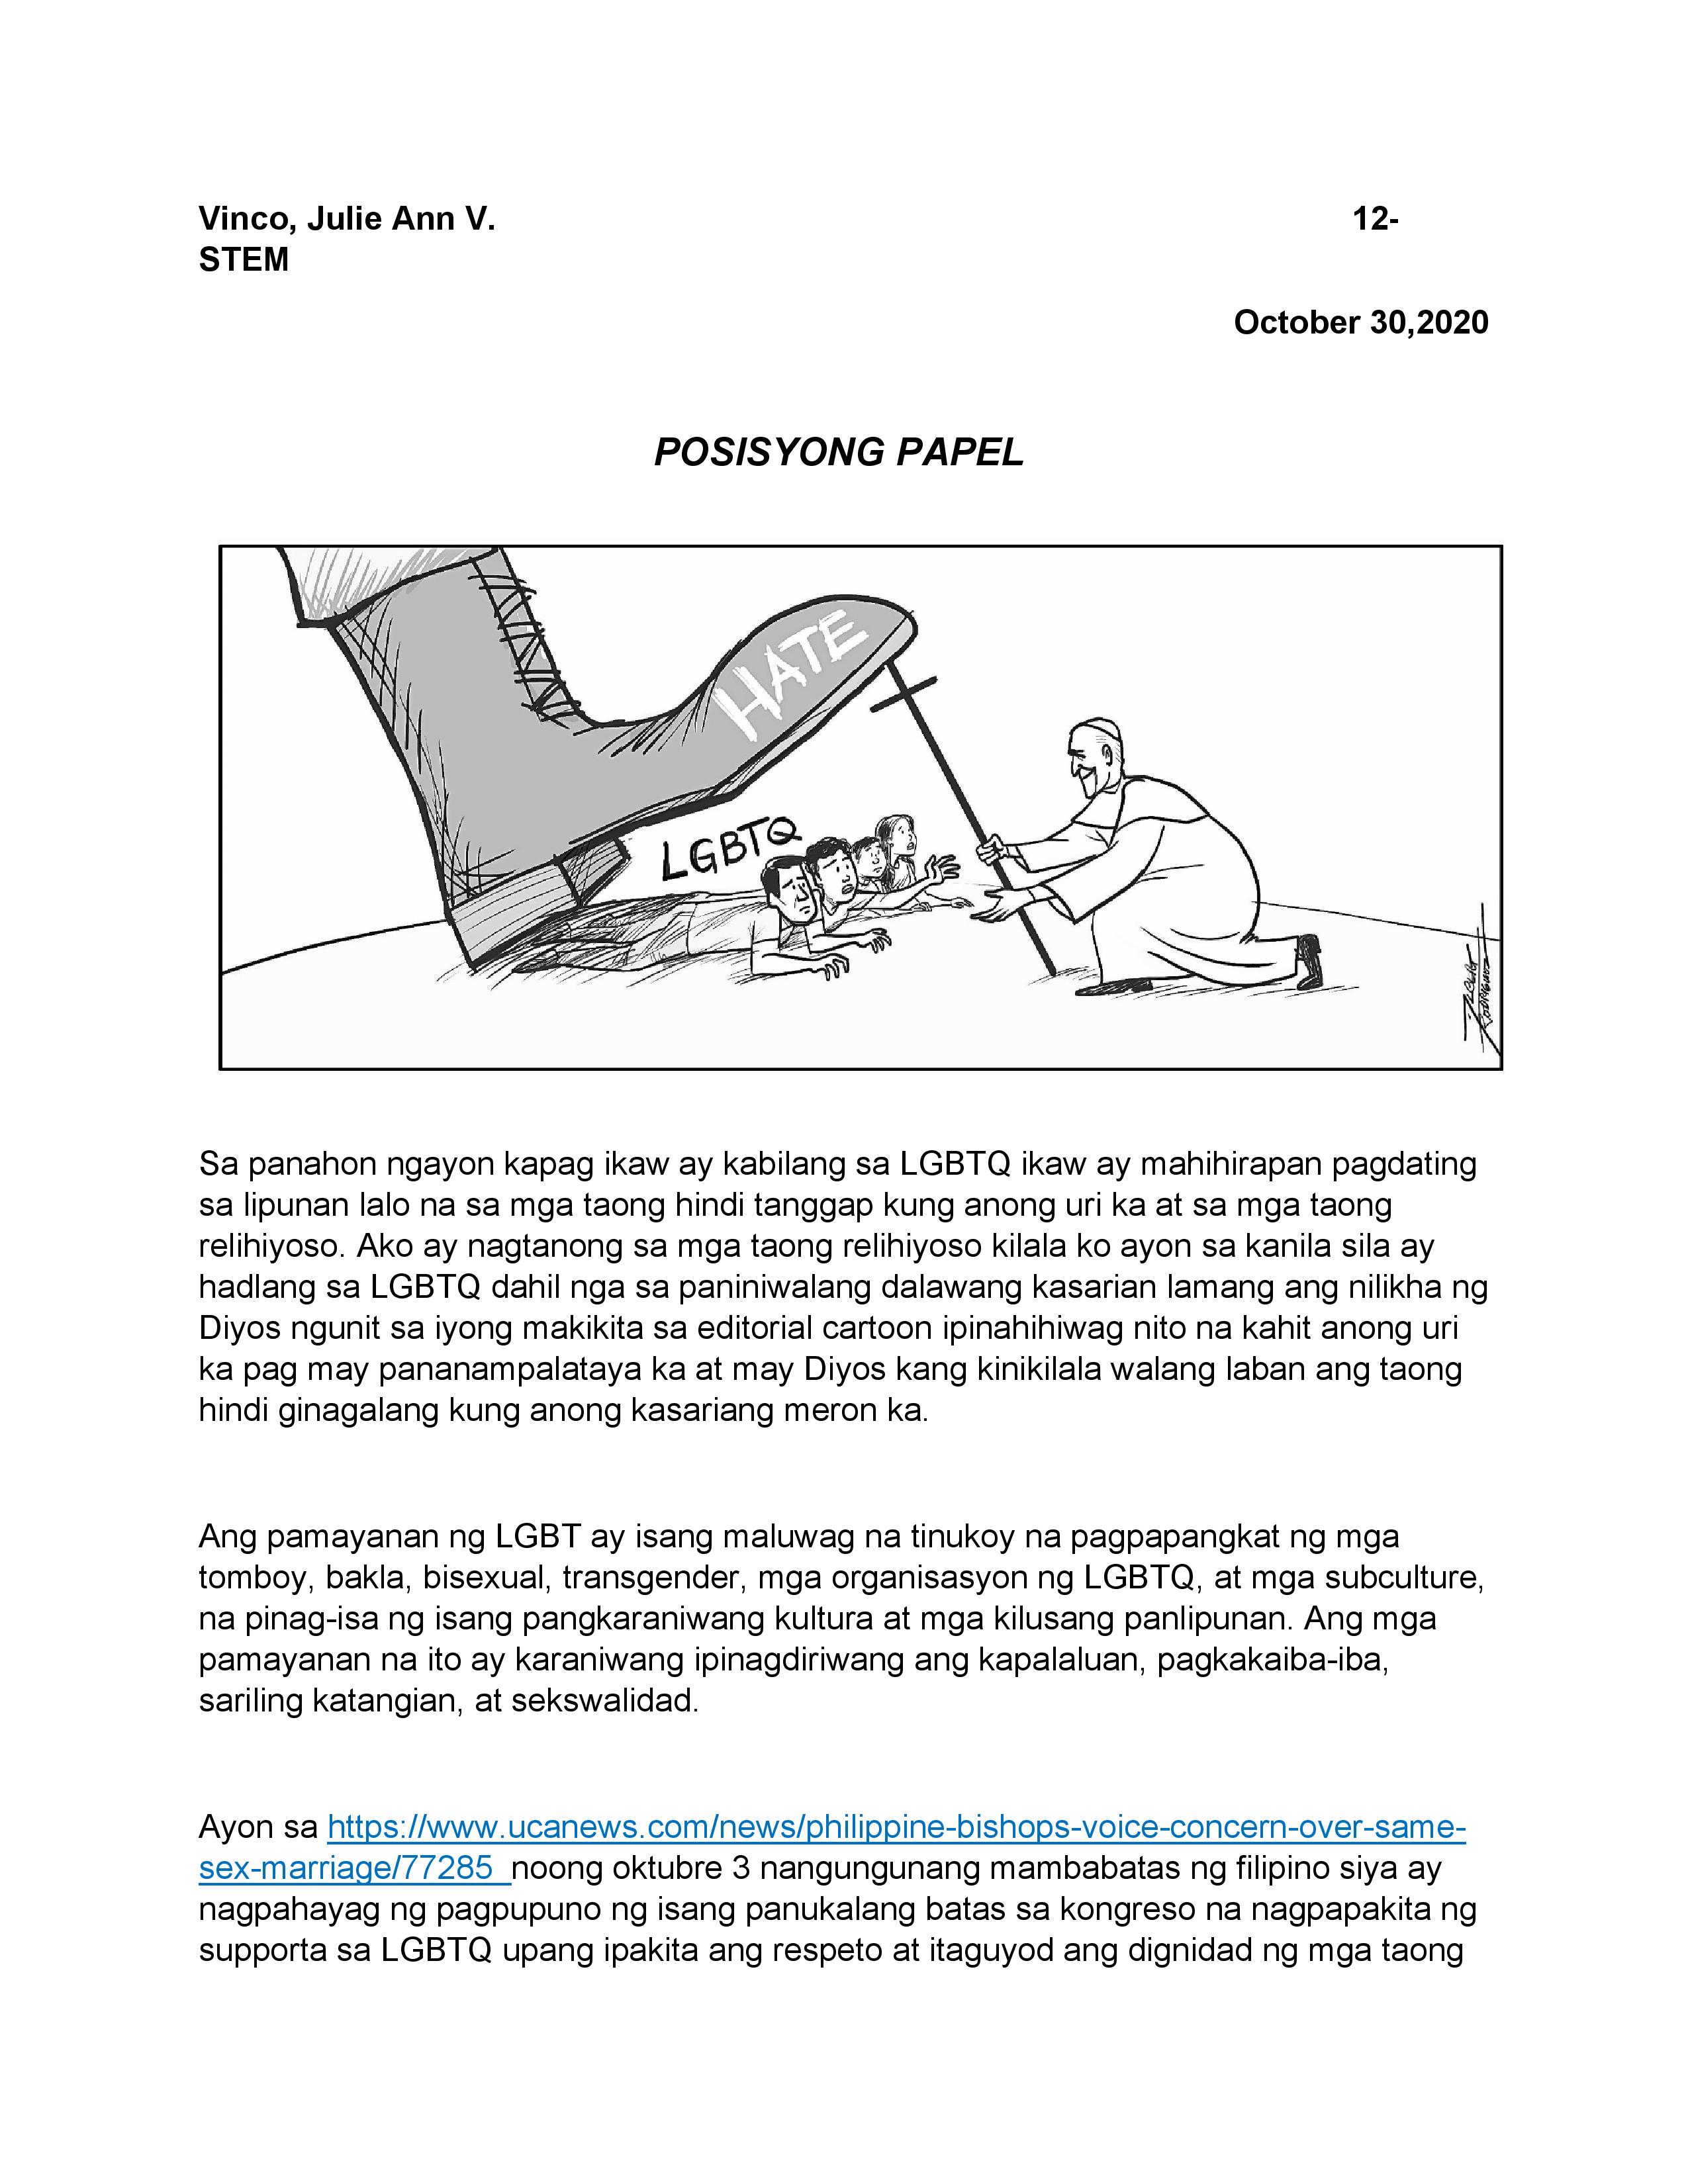 Vinco, Julie Ann V. 12-
STEM
October 30,2020
POSISYONG PAPEL
HATE
LGBTQ
Sa panahon ngayon kapag ikaw ay kabilang sa LGBTQ ikaw ay mahihirapan pagdating
sa lipunan lalo na sa mga taong hindi tanggap kung anong uri ka at sa mga taong
relihiyoso. Ako ay nagtanong sa mga taong relihiyoso kilala ko ayon sa kanila sila ay
hadlang sa LGBTQ dahil nga sa paniniwalang dalawang kasarian lamang ang nilikha ng
Diyos ngunit sa iyong makikita sa editorial cartoon ipinahihiwag nito na kahit anong uri
ka pag may pananampalataya ka at may Diyos kang kinikilala walang laban ang taong
hindi ginagalang kung anong kasariang meron ka.
Ang pamayanan ng LGBT ay isang maluwag na tinukoy na pagpapangkat ng mga
tomboy, bakla, bisexual, transgender, mga organisasyon ng LGBTQ, at mga subculture,
na pinag-isa ng isang pangkaraniwang kultura at mga kilusang panlipunan. Ang mga
pamayanan na ito ay karaniwang ipinagdiriwang ang kapalaluan, pagkakaiba-iba,
sariling katangian, at sekswalidad.
Ayon sa https://www.ucanews.com/news/philippine-bishops-voice-concern-over-same-
sex-marriage/77285 noong oktubre 3 nangungunang mambabatas ng filipino siya ay
nagpahayag ng pagpupuno ng isang panukalang batas sa kongreso na nagpapakita ng
supporta sa LGBTQ upang ipakita ang respeto at itaguyod ang dignidad ng mga taong